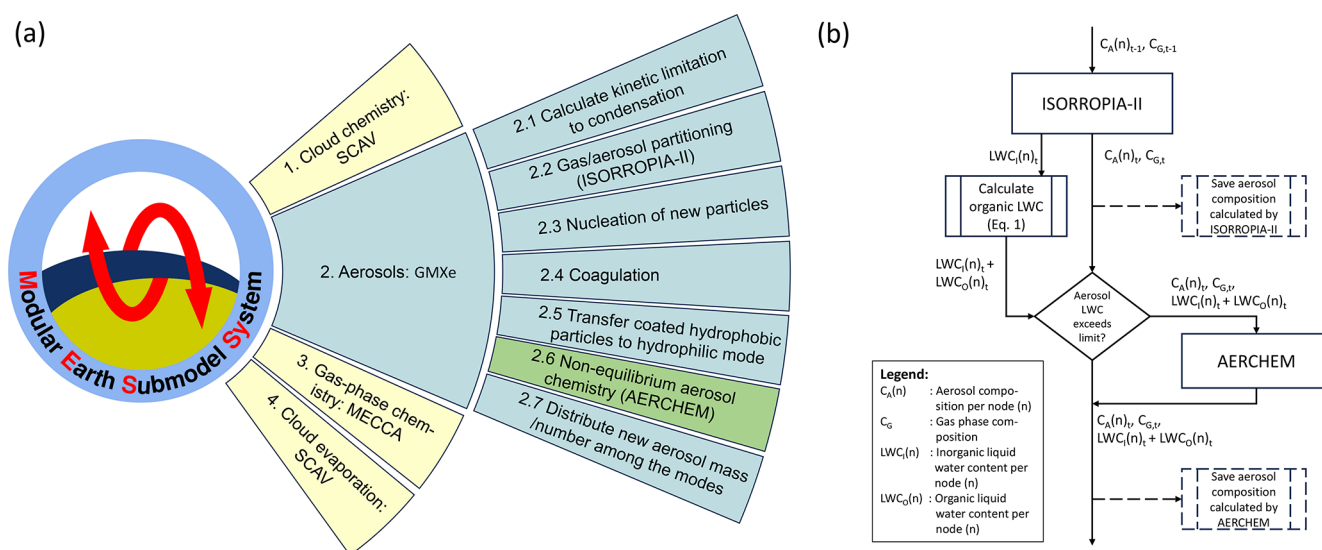 (a)
Modular Earth Submodel System
1. Cloud chemistry:
SCAV
2. Aerosols: GMXe
3. Gas-phase chem-
istry: MECCA
4. Cloud evaporation:
SCAV
2.1 Calculate kinetic limitation
to condensation
2.2 Gas/aerosol partitioning
(ISORROPIA-II)
2.3 Nucleation of new particles
2.4 Coagulation
2.5 Transfer coated hydrophobic
particles to hydrophilic mode
2.6 Non-equilibrium aerosol
chemistry (AERCHEM)
2.7 Distribute new aerosol mass
/number among the modes
(b)
C_A(n)_t-1, C_G,t-1
ISORROPIA-II
LWC_I(n)_t
C_A(n)_t, C_G,t
Calculate
organic LWC
(Eq. 1)
Save aerosol
composition
calculated by
ISORROPIA-II
LWC_I(n)_t +
LWC_O(n)_t
Aerosol
LWC
exceeds
limit?
C_A(n)_t, C_G,t,
LWC_I(n)_t + LWC_O(n)_t
AERCHEM
C_A(n)_t, C_G,t,
LWC_I(n)_t + LWC_O(n)_t
Save aerosol
composition
calculated by
AERCHEM
Legend:
C_A(n) : Aerosol compo-
sition per node (n)
C_G : Gas phase com-
position
LWC_I(n) : Inorganic liquid
water content per
node (n)
LWC_O(n) : Organic liquid
water content per
node (n)